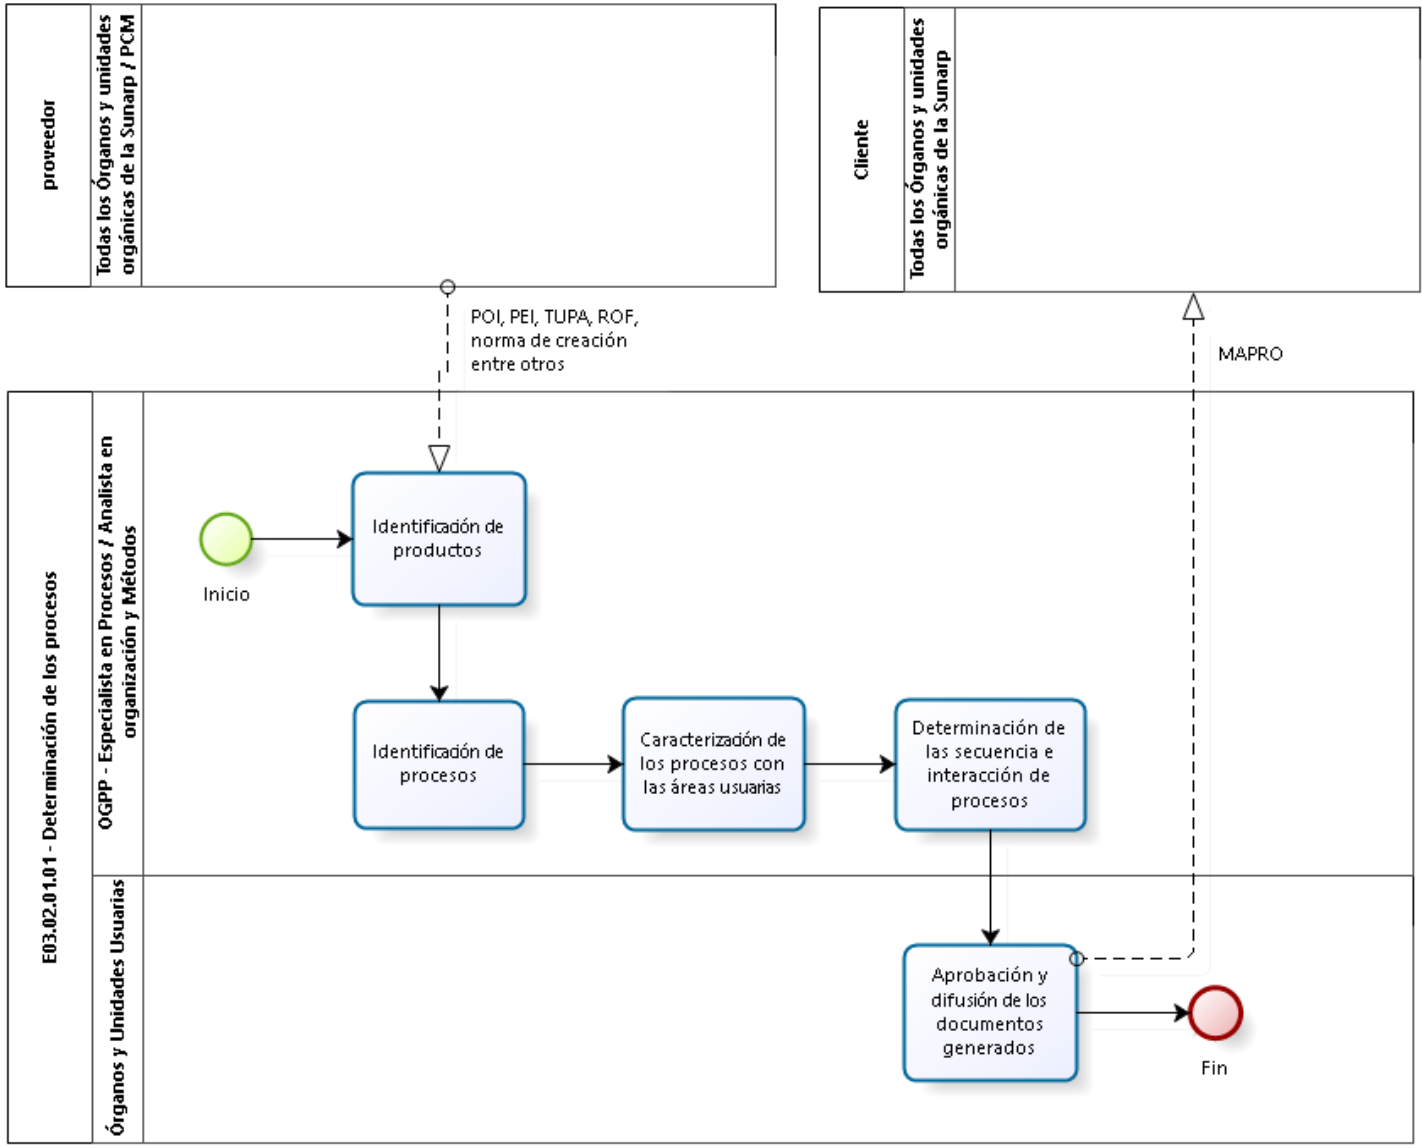 proveedor
Todas los Órganos y unidades
orgánicas de la Sunarp / PCM
Cliente
Todas los Órganos y unidades
orgánicas de la Sunarp
POI, PEI, TUPA, ROF,
norma de creación
entre otros
MAPRO
E03.02.01.01 - Determinación de los procesos
OGPP - Especialista en Procesos / Analista en
organización y Métodos
Inicio
Identificación de
productos
Identificación de
procesos
Caracterización de
los procesos con
las áreas usuarias
Determinación de
las secuencia e
interacción de
procesos
Órganos y Unidades Usuarias
Aprobación y
difusión de los
documentos
generados
Fin